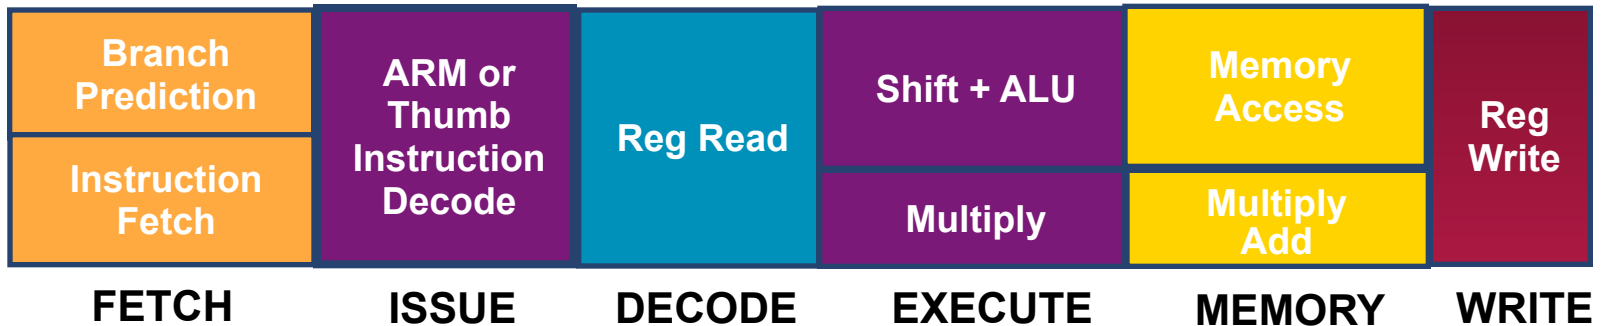 Branch
Prediction
Instruction
Fetch
ARM or
Thumb
Instruction
Decode
Reg Read
Shift + ALU
Multiply
Memory
Access
Multiply
Add
Reg
Write
FETCH
ISSUE
DECODE
EXECUTE
MEMORY
WRITE